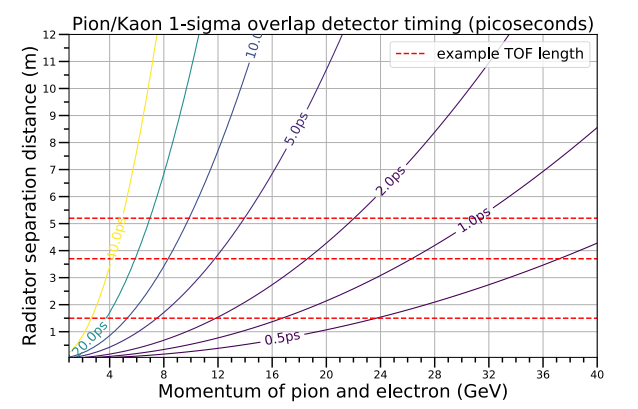 Pion/Kaon 1-sigma overlap detector timing (picoseconds)
example TOF length
Radiator separation distance (m)
12
11
10
9
8
7
6
5
4
3
2
1
40.0ps
20.0ps
10.0
5.0ps
2.0ps
1.0ps
0.5ps
4 8 12 16 20 24 28 32 36 40
Momentum of pion and electron (GeV)